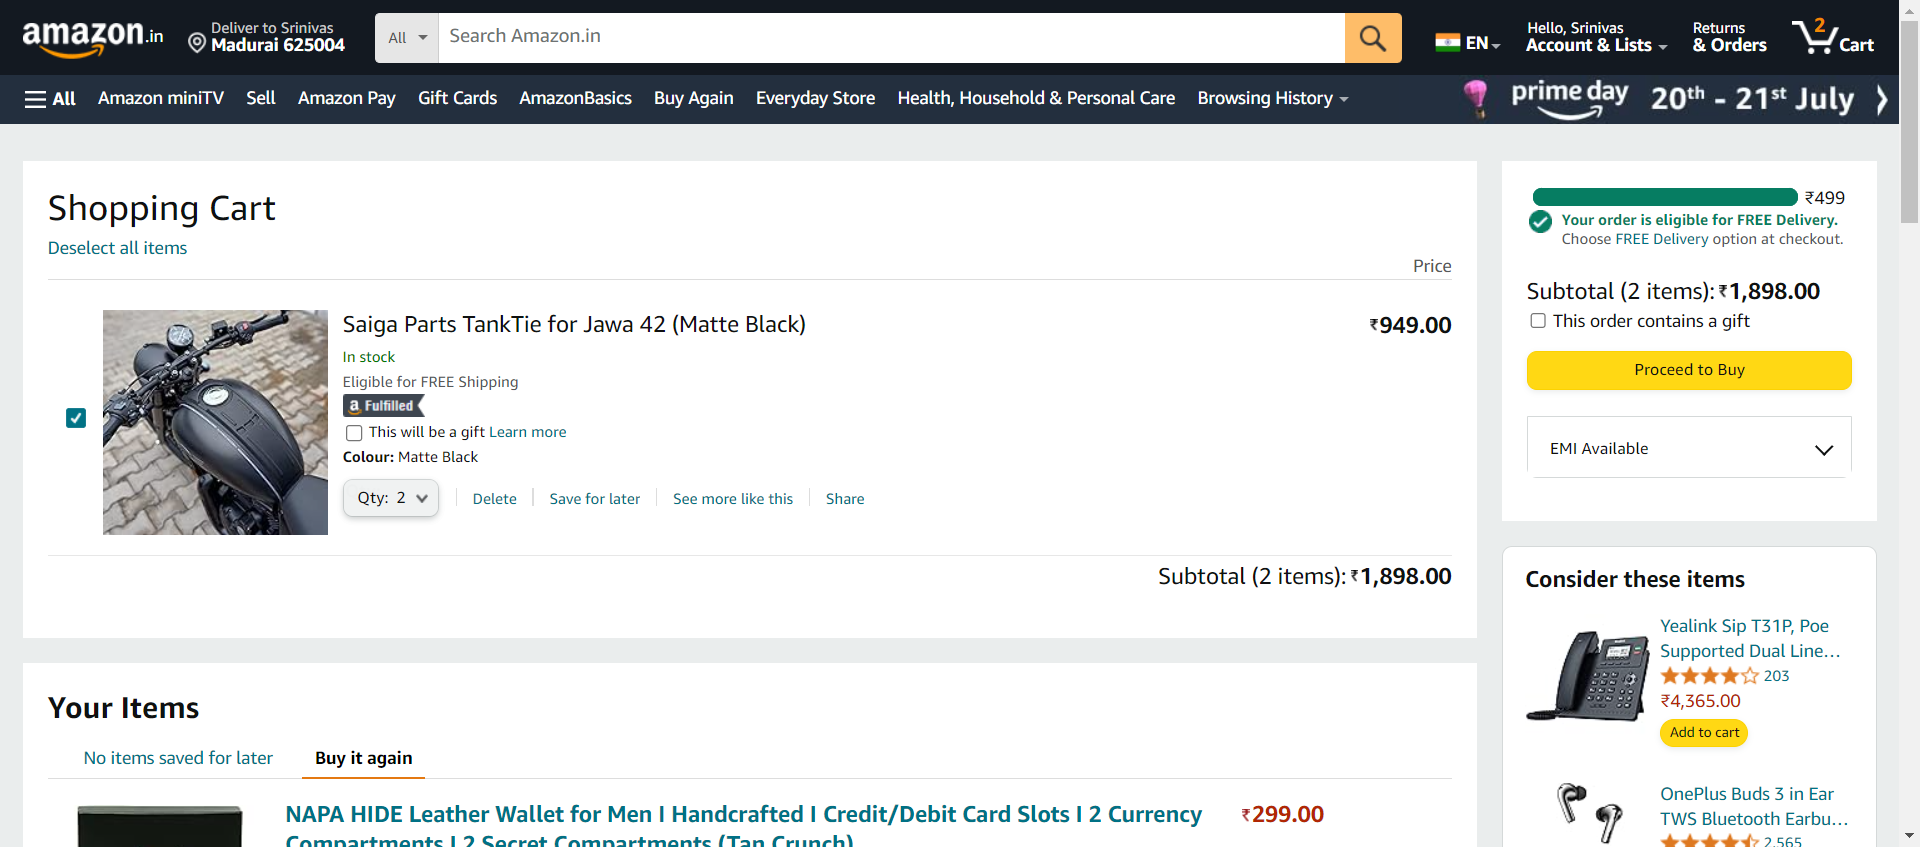 amazon.in
Deliver to Srinivas
Madurai 625004
All
Search Amazon.in
EN
Hello, Srinivas
Account & Lists
Returns
& Orders
2
Cart
All
Amazon miniTV
Sell
Amazon Pay
Gift Cards
AmazonBasics
Buy Again
Everyday Store
Health, Household & Personal Care
Browsing History
prime day
20th - 21st July
Shopping Cart
Deselect all items
Price
Saiga Parts TankTie for Jawa 42 (Matte Black)
₹949.00
In stock
Eligible for FREE Shipping
a Fulfilled
This will be a gift Learn more
Colour: Matte Black
Qty: 2
Delete
Save for later
See more like this
Share
Subtotal (2 items): ₹1,898.00
₹499
Your order is eligible for FREE Delivery.
Choose FREE Delivery option at checkout.
Subtotal (2 items): ₹1,898.00
This order contains a gift
Proceed to Buy
EMI Available
Consider these items
Yealink Sip T31P, Poe
Supported Dual Line…
203
₹4,365.00
Add to cart
OnePlus Buds 3 in Ear
TWS Bluetooth Earbu…
2,565
Your Items
No items saved for later
Buy it again
NAPA HIDE Leather Wallet for Men I Handcrafted I Credit/Debit Card Slots I 2 Currency
Compartments I 2 Secret Compartments (Tan Crunch)
₹299.00